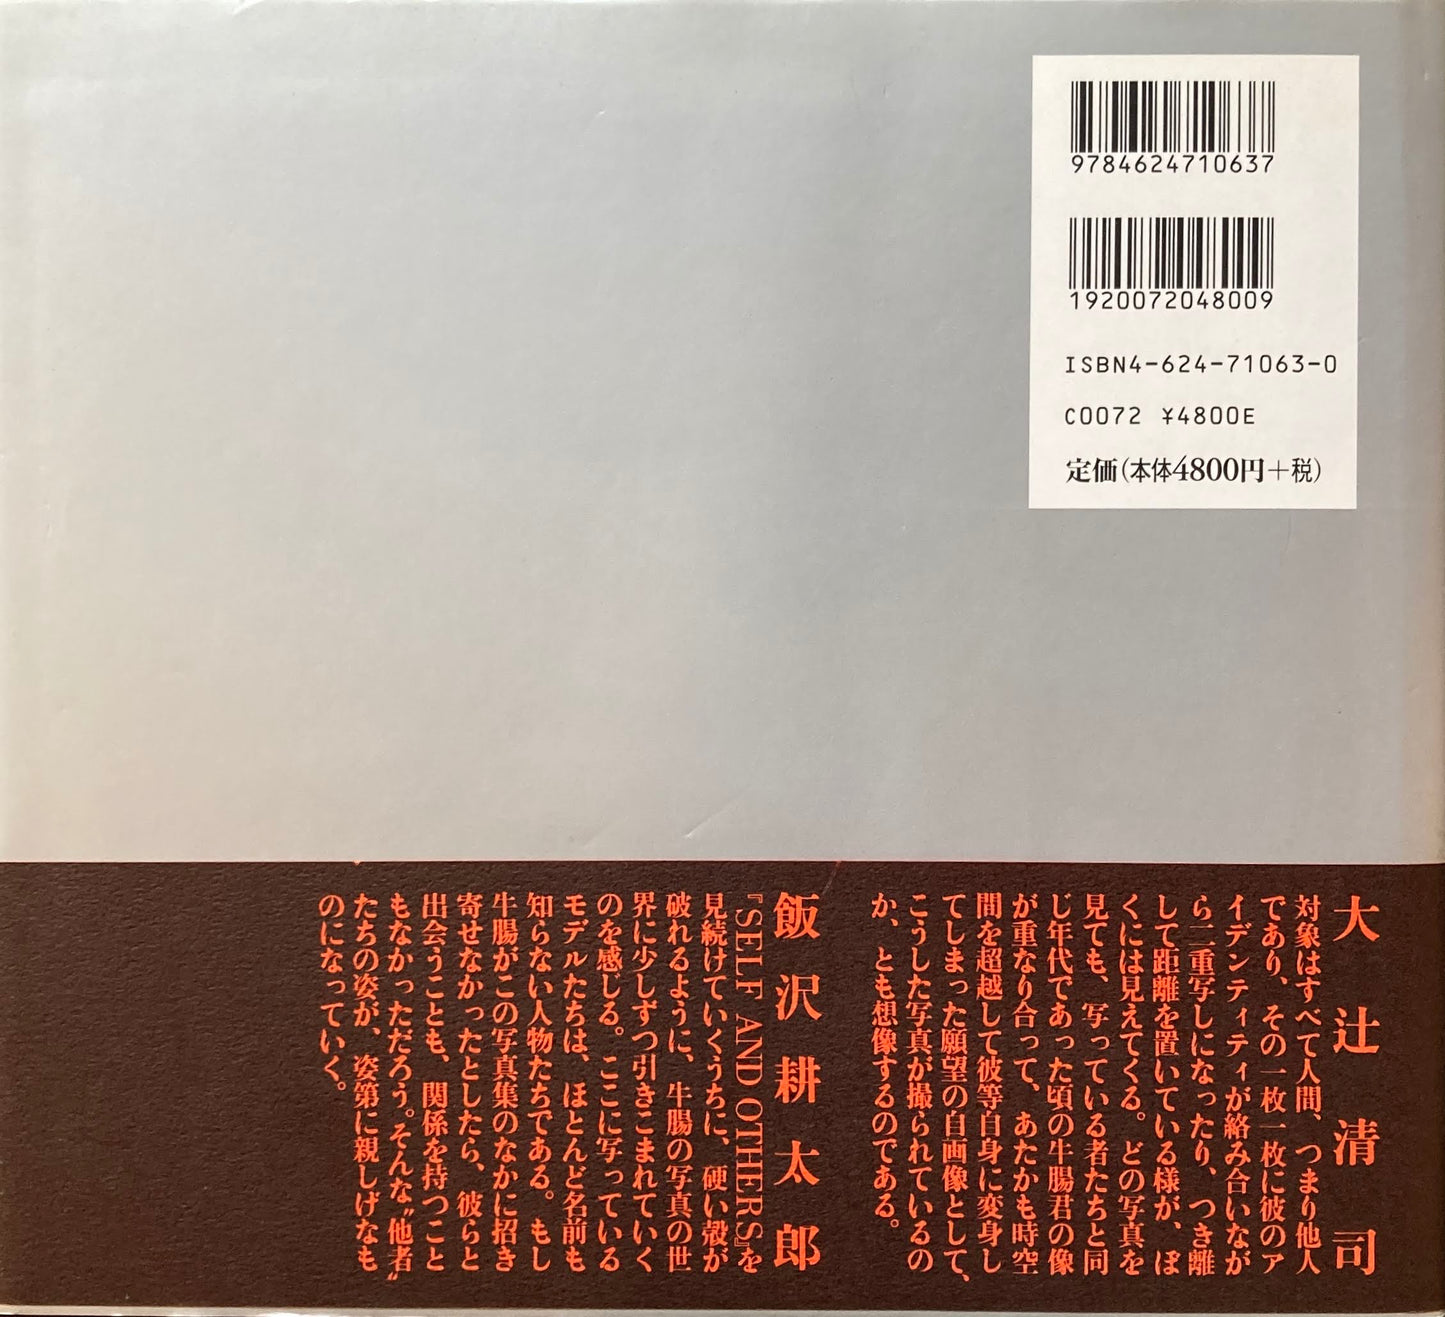 9784624710637
1920072048009
ISBN4-624-71063-0
C0072 ¥4800E
定価(本体4800円+税)
大辻清司
対象はすべて人間、つまり他人
であり、その一枚一枚に彼のア
イデンティティが絡み合いなが
ら二重写しになったり、つき離
して距離を置いている様が、ぼ
くには見えてくる。どの写真を
見ても、写っている者たちと同
じ年代であった頃の牛腸君の像
が重なり合って、あたかも時空
間を超越して彼等自身に変身し
てしまった願望の自画像として、
こうした写真が撮られているの
か、とも想像するのである。
飯沢耕太郎
『SELF AND OTHERS』を
見続けていくうちに、硬い殻が
破れるように、牛腸の写真の世
界に少しずつ引きこまれていく
のを感じる。ここに写っている
モデルたちは、ほとんど名前も
知らない人物たちである。もし
牛腸がこの写真集のなかに招き
寄せなかったとしたら、彼らと
出会うことも、関係を持つこと
もなかっただろう。そんな〝他者〟
たちの姿が、姿第に親しげなも
のになっていく。